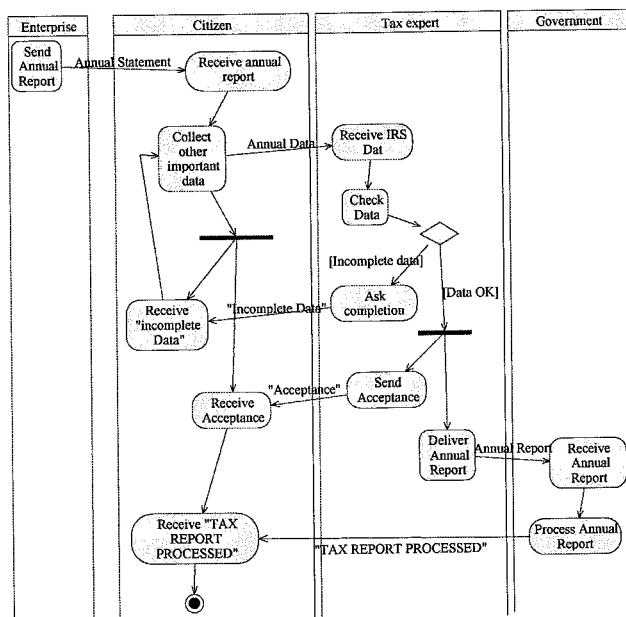 Enterprise
Citizen
Tax expert
Government
Send
Annual
Report
Annual Statement
Receive annual
report
Collect
other
important
data
Annual Data
Receive IRS
Dat
Check
Data
[Incomplete data]
[Data OK]
Ask
completion
"Incomplete Data"
Receive
"incomplete
Data"
Send
Acceptance
"Acceptance"
Receive
Acceptance
Deliver
Annual
Report
Annual Report
Receive
Annual
Report
Process Annual
Report
"TAX REPORT PROCESSED"
Receive "TAX
REPORT
PROCESSED"